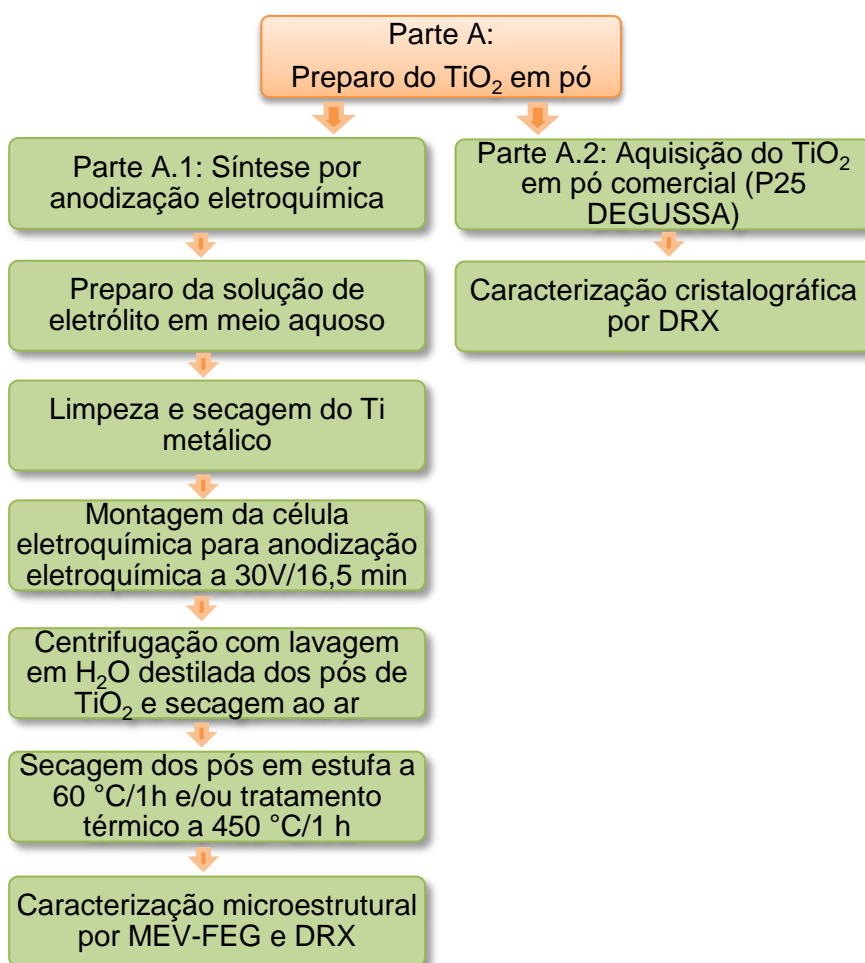 Parte A:
Preparo do TiO₂ em pó
Parte A.1: Síntese por
anodização eletroquímica
Preparo da solução de
eletrólito em meio aquoso
Limpeza e secagem do Ti
metálico
Montagem da célula
eletroquímica para anodização
eletroquímica a 30V/16,5 min
Centrifugação com lavagem
em H₂O destilada dos pós de
TiO₂ e secagem ao ar
Secagem dos pós em estufa a
60 °C/1h e/ou tratamento
térmico a 450 °C/1 h
Caracterização microestrutural
por MEV-FEG e DRX
Parte A.2: Aquisição do TiO₂
em pó comercial (P25
DEGUSSA)
Caracterização cristalográfica
por DRX